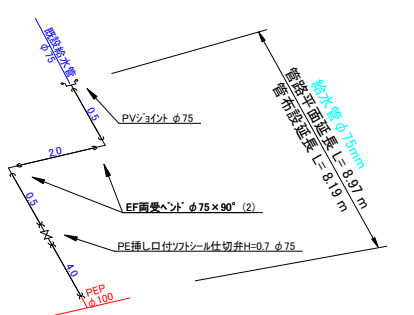 既設給水管
φ75
0.5
PVジョイント φ75
2.0
給水管φ75mm
管路平面延長 L= 8.97 m
管布設延長 L= 8.19 m
EF両受ベンド φ75×90° (2)
0.5
PE挿し口付ソフトシール仕切弁H=0.7 φ75
4.0
PEP
φ100